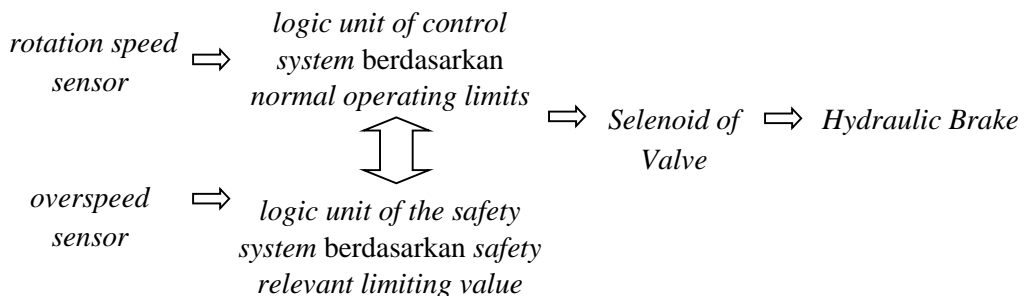 rotation speed
sensor
logic unit of control
system berdasarkan
normal operating limits
Selenoid of
Valve
Hydraulic Brake
overspeed
sensor
logic unit of the safety
system berdasarkan safety
relevant limiting value